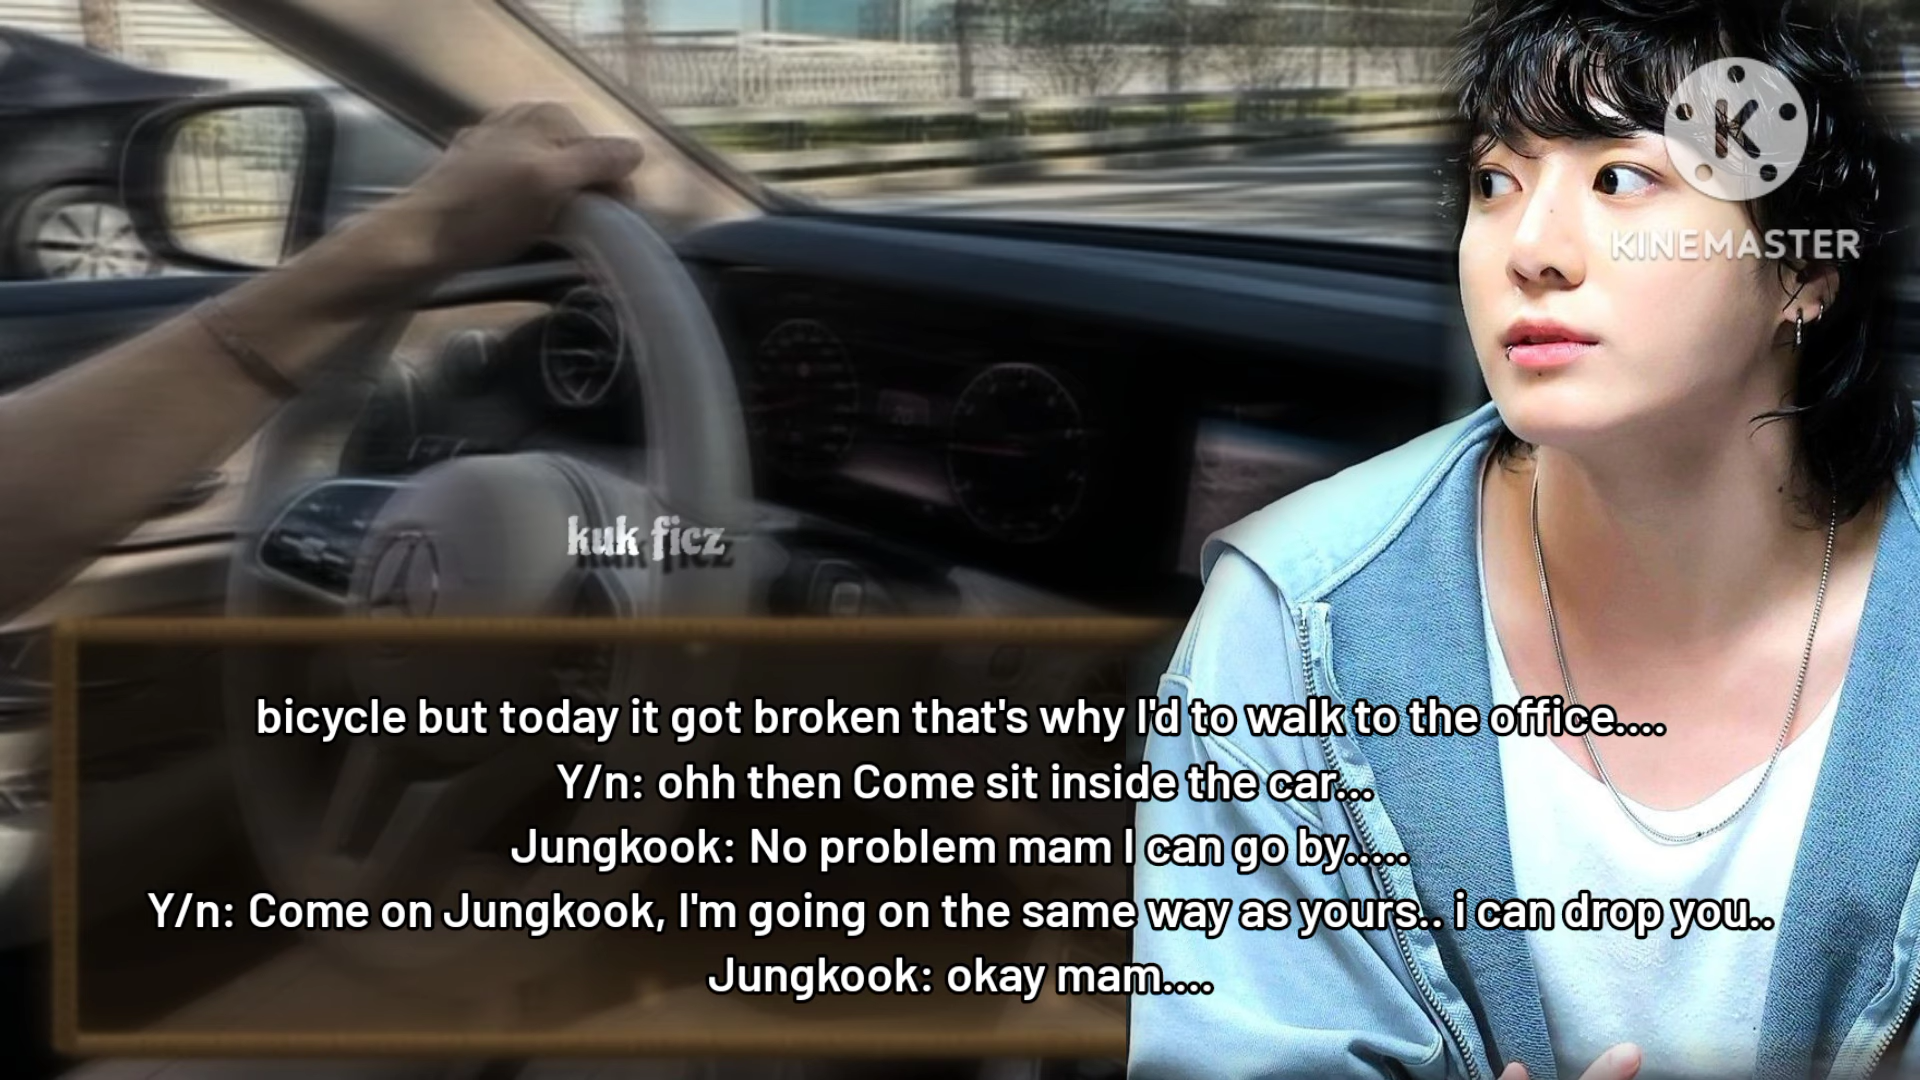 K
KINEMASTER
kuk ficz
bicycle but today it got broken that's why I'd to walk to the office....
Y/n: ohh then Come sit inside the car...
Jungkook: No problem mam I can go by.....
Y/n: Come on Jungkook, I'm going on the same way as yours.. i can drop you..
Jungkook: okay mam....